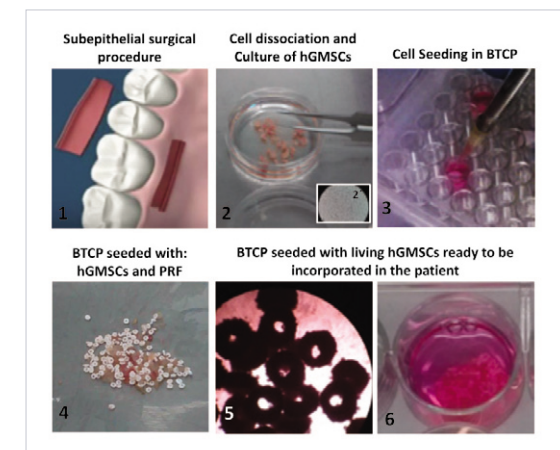 Subepithelial surgical
procedure
Cell dissociation and
Culture of hGMSCs
Cell Seeding in BTCP
1
2
2
3
BTCP seeded with:
hGMSCs and PRF
BTCP seeded with living hGMSCs ready to be
incorporated in the patient
4
5
6